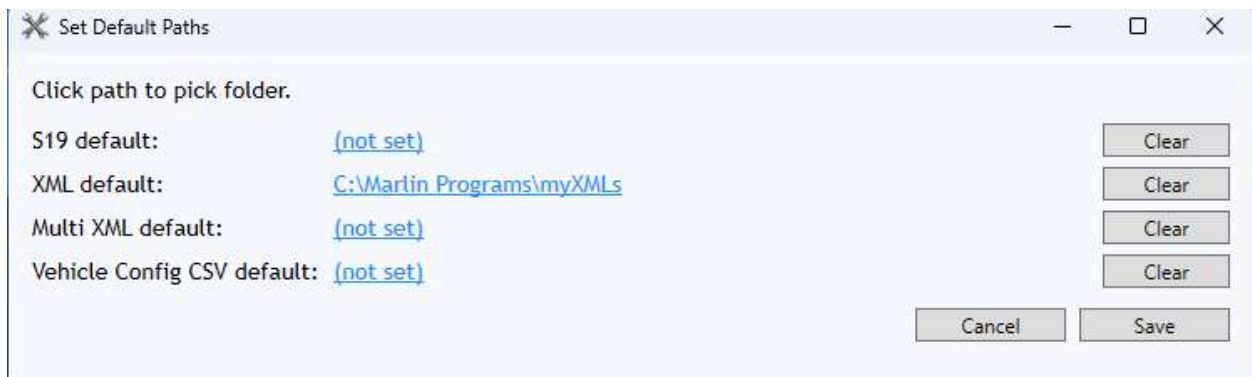 Set Default Paths
Click path to pick folder.
S19 default: (not set) Clear
XML default: C:\Marlin Programs\myXMLs Clear
Multi XML default: (not set) Clear
Vehicle Config CSV default: (not set) Clear
Cancel Save